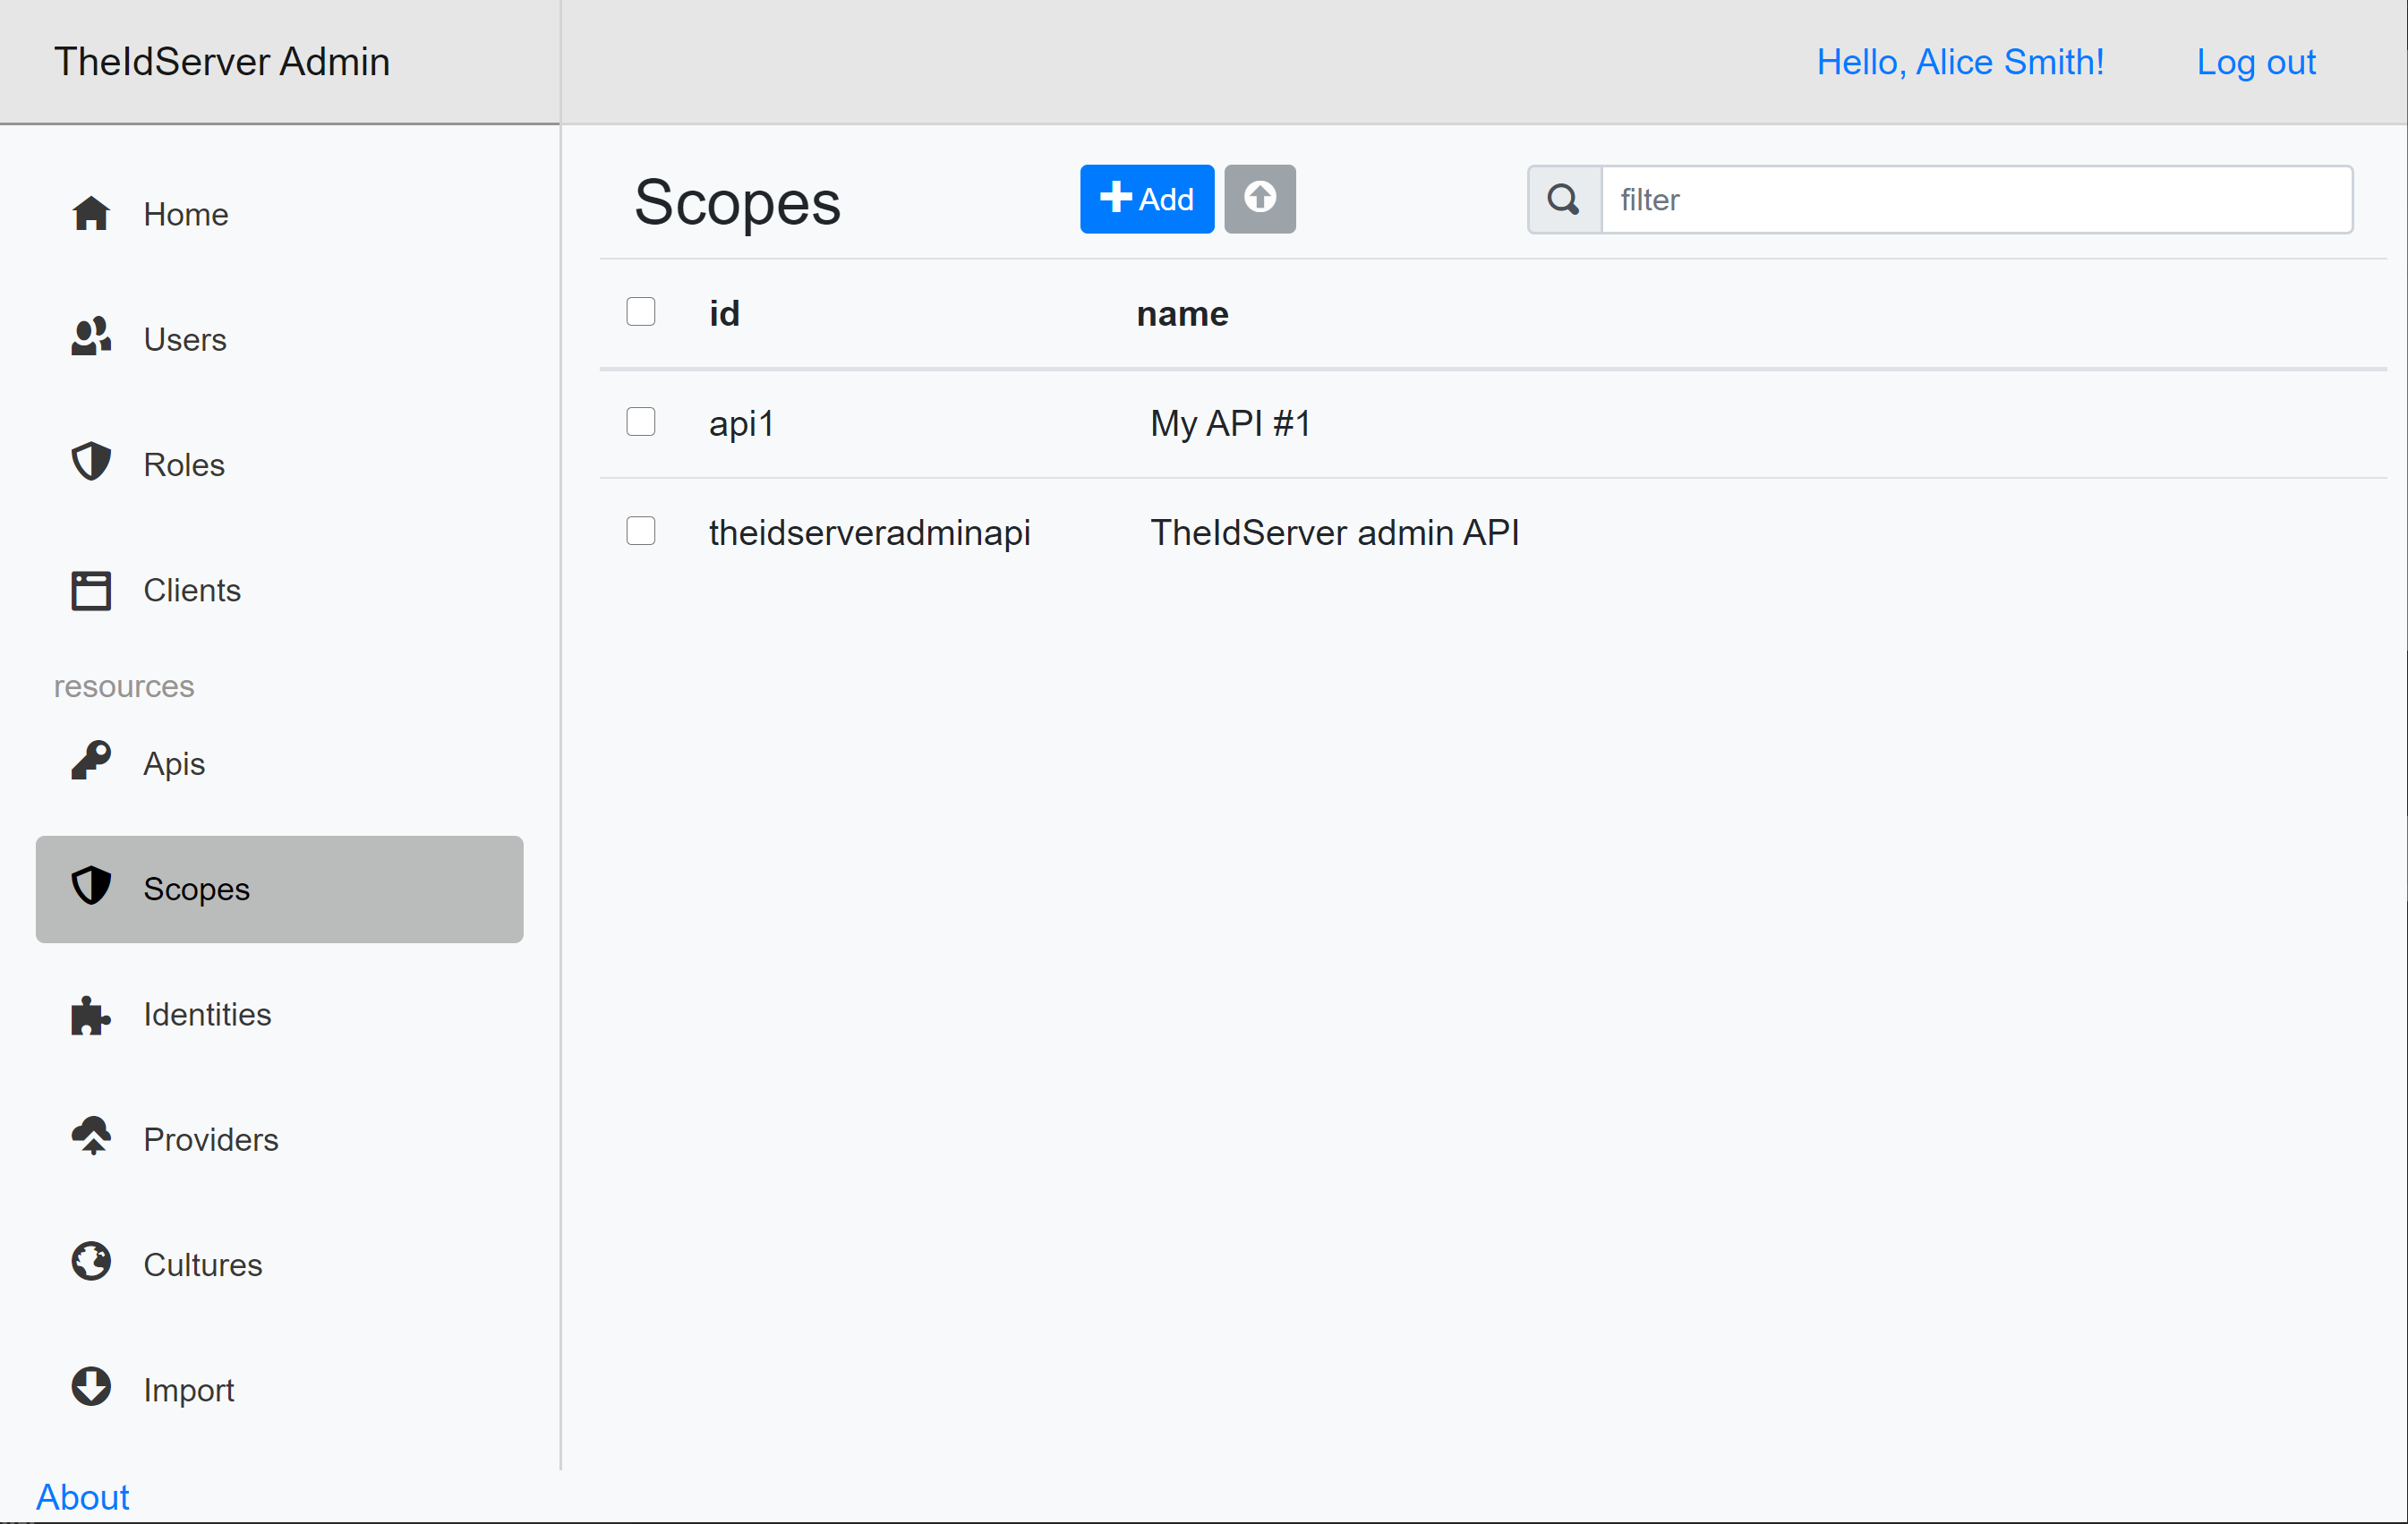 TheIdServer Admin
Hello, Alice Smith!
Log out
Home
Users
Roles
Clients
resources
Apis
Scopes
Identities
Providers
Cultures
Import
About
Scopes
Add
filter
id name
api1 My API #1
theidserveradminapi TheIdServer admin API